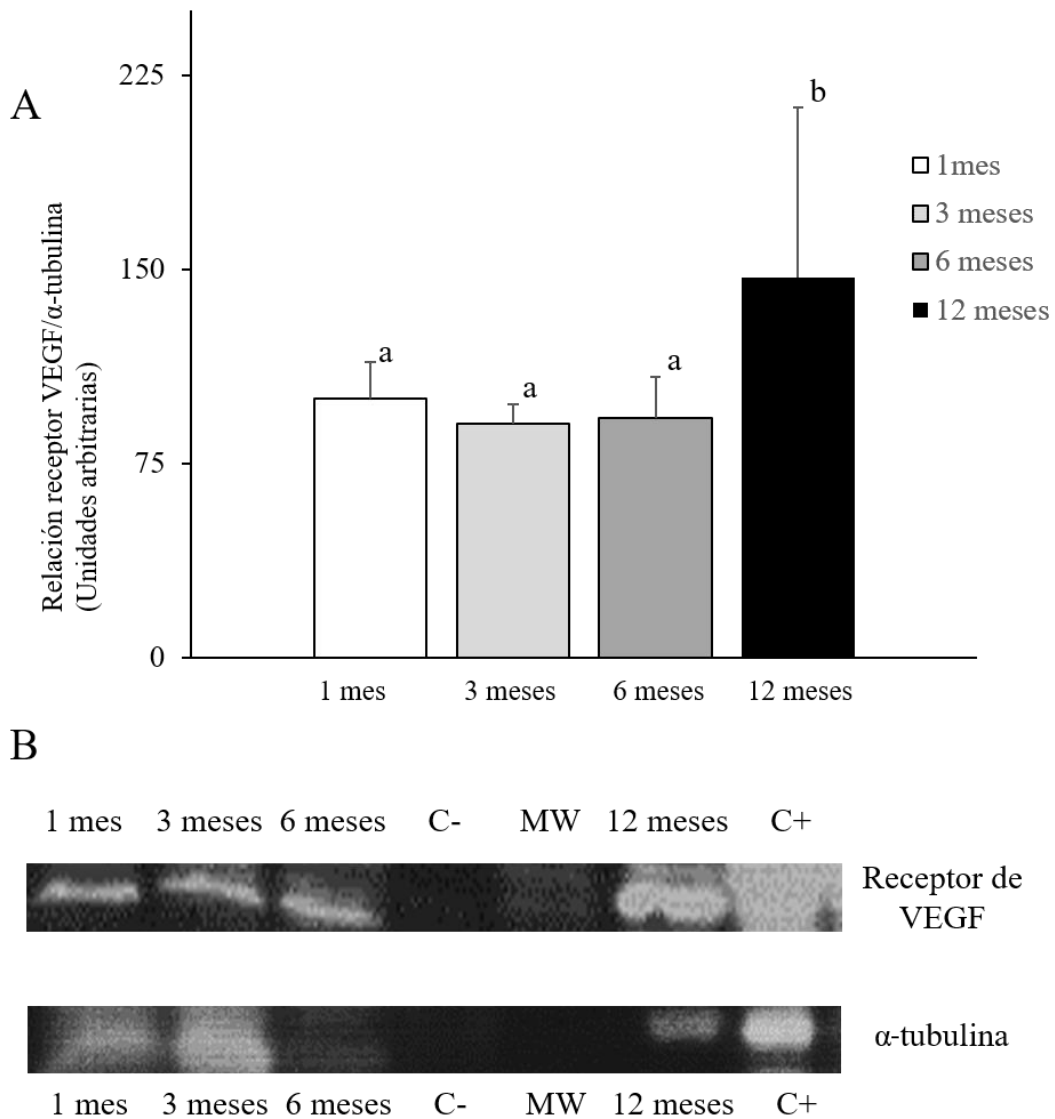 A
225
150
75
0
Relación receptor VEGF/α-tubulina
(Unidades arbitrarias)
a
a
a
b
1mes
3 meses
6 meses
12 meses
1 mes
3 meses
6 meses
12 meses
B
1 mes 3 meses 6 meses C- MW 12 meses C+
Receptor de
VEGF
α-tubulina
1 mes 3 meses 6 meses C- MW 12 meses C+